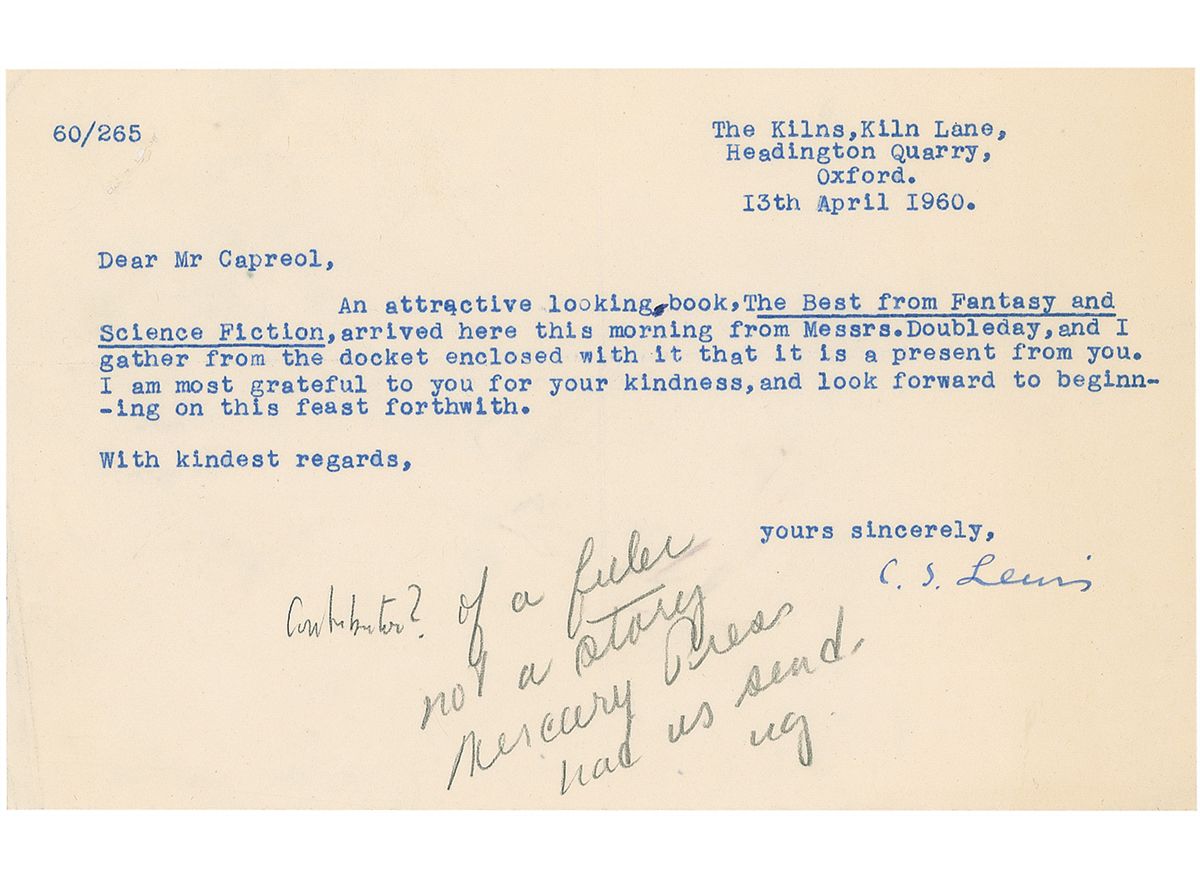 60/265
The Kilns,Kiln Lane,
Headington Quarry,
Oxford.
13th April 1960.
Dear Mr Capreol,
An attractive looking book,The Best from Fantasy and
Science Fiction,arrived here this morning from Messrs.Doubleday,and I
gather from the docket enclosed with it that it is a present from you.
I am most grateful to you for your kindness,and look forward to beginn-
-ing on this feast forthwith.
With kindest regards,
yours sincerely,
C. S. Lewis
Contributor? of a filler
not a story
Mercury Press
had us send.